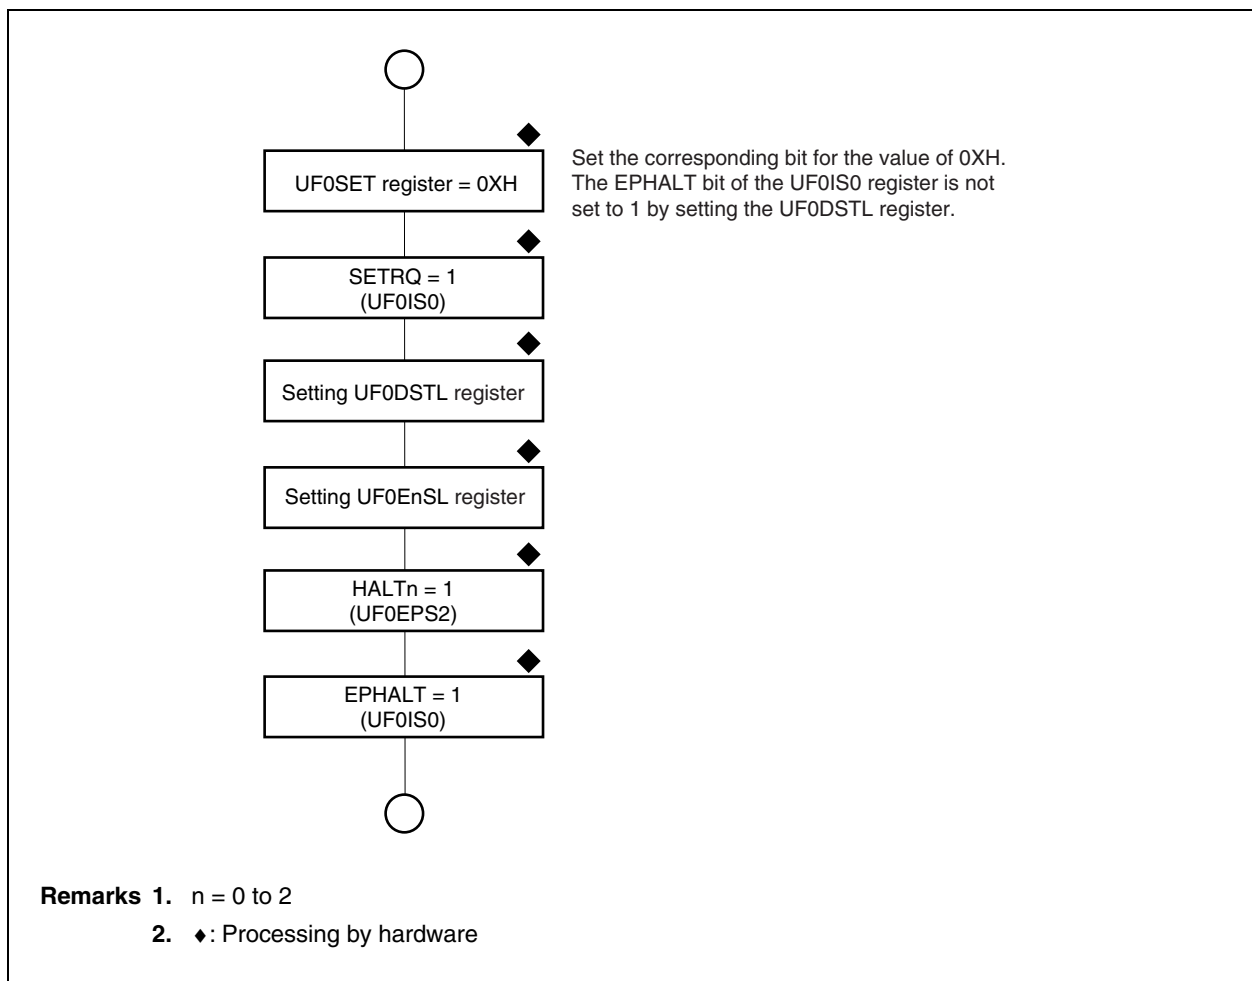 UF0SET register = 0XH
Set the corresponding bit for the value of 0XH.
The EPHALT bit of the UF0IS0 register is not
set to 1 by setting the UF0DSTL register.
SETRQ = 1
(UF0IS0)
Setting UF0DSTL register
Setting UF0EnSL register
HALTn = 1
(UF0EPS2)
EPHALT = 1
(UF0IS0)
Remarks 1. n = 0 to 2
2. ♦: Processing by hardware